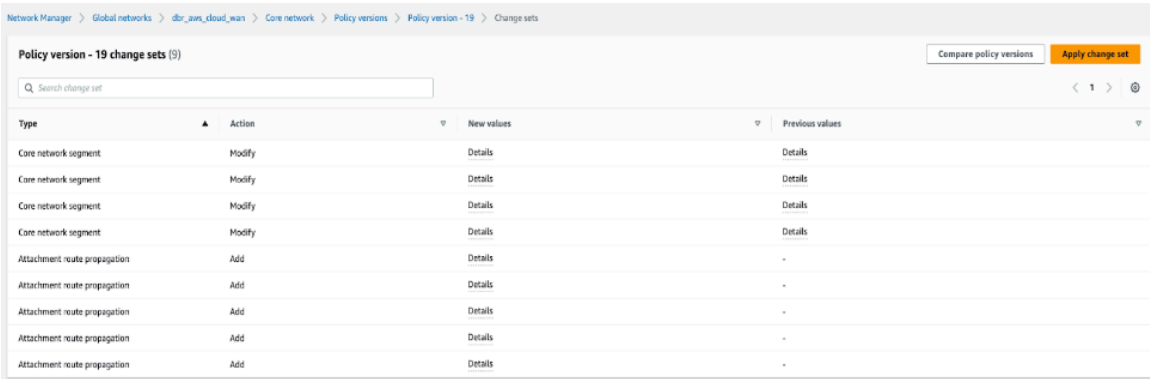 Network Manager > Global networks > dbr_aws_cloud_wan > Core network > Policy versions > Policy version - 19 > Change sets
Policy version - 19 change sets (9)
Compare policy versions
Apply change set
Search change set
< 1 >
Type Action New values Previous values
Core network segment Modify Details Details
Core network segment Modify Details Details
Core network segment Modify Details Details
Core network segment Modify Details Details
Attachment route propagation Add Details -
Attachment route propagation Add Details -
Attachment route propagation Add Details -
Attachment route propagation Add Details -
Attachment route propagation Add Details -